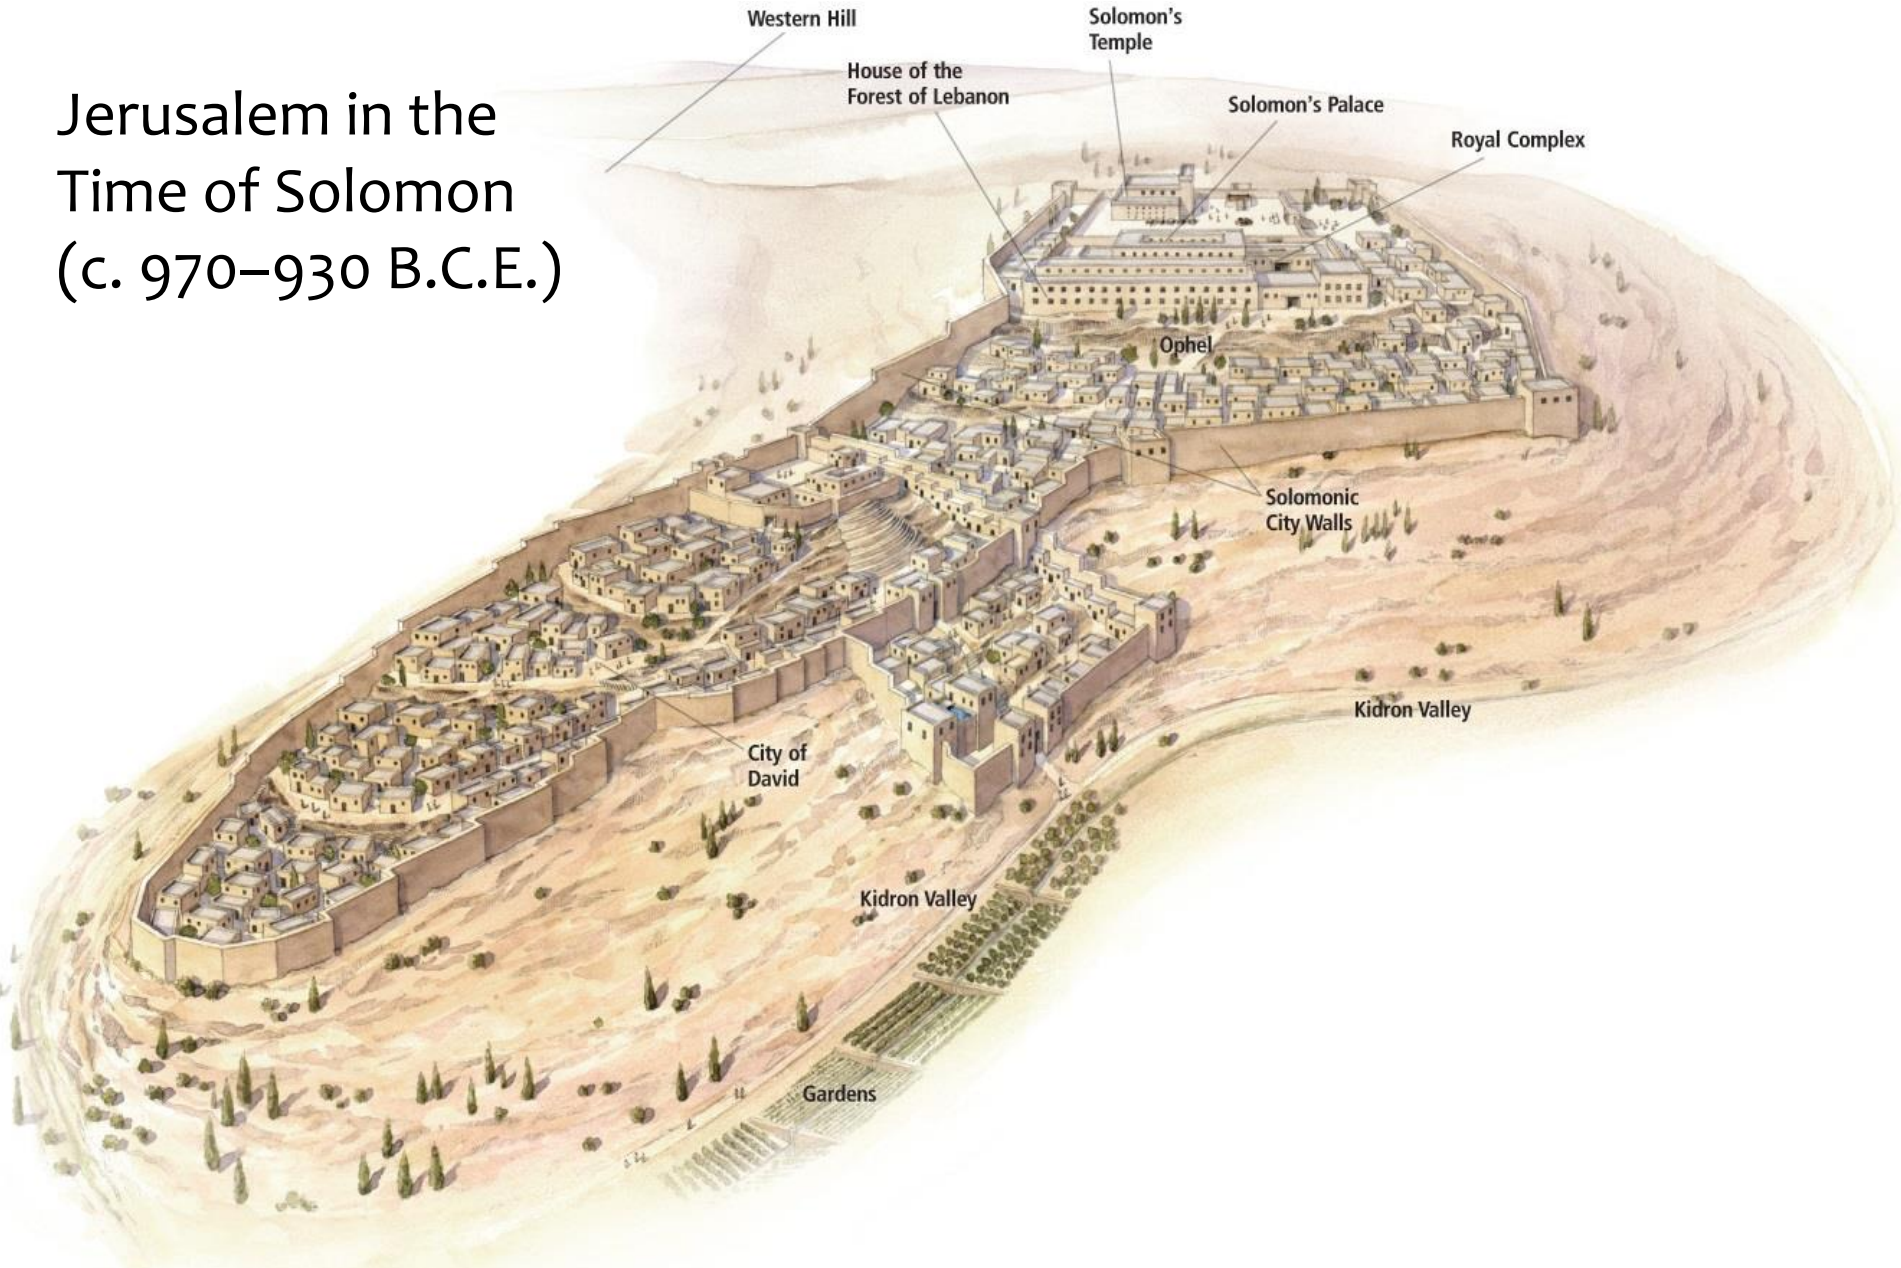 Jerusalem in the
Time of Solomon
(c. 970–930 B.C.E.)
Western Hill
Solomon's
Temple
House of the
Forest of Lebanon
Solomon's Palace
Royal Complex
Ophel
Solomonic
City Walls
Kidron Valley
City of
David
Kidron Valley
Gardens